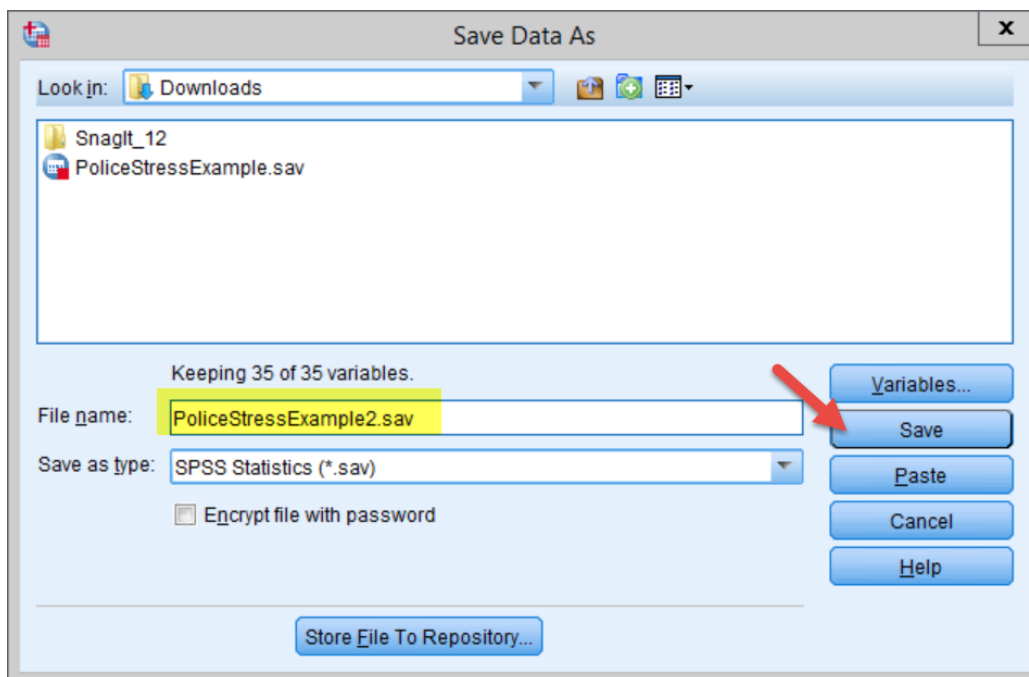 Save Data As
x
Look in: Downloads
SnagIt_12
PoliceStressExample.sav
Keeping 35 of 35 variables.
Variables...
File name: PoliceStressExample2.sav
Save
Save as type: SPSS Statistics (*.sav)
Paste
Encrypt file with password
Cancel
Help
Store File To Repository...